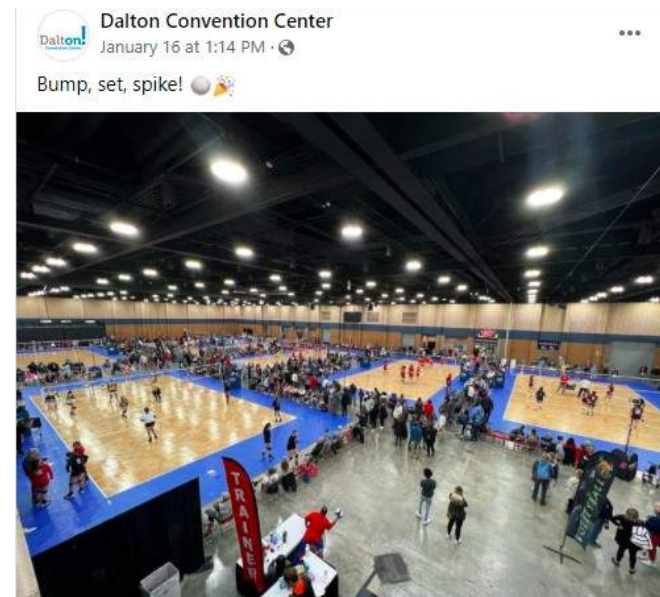 Dalton!
Convention Center
Dalton Convention Center
January 16 at 1:14 PM ·
Bump, set, spike!
TRAINER